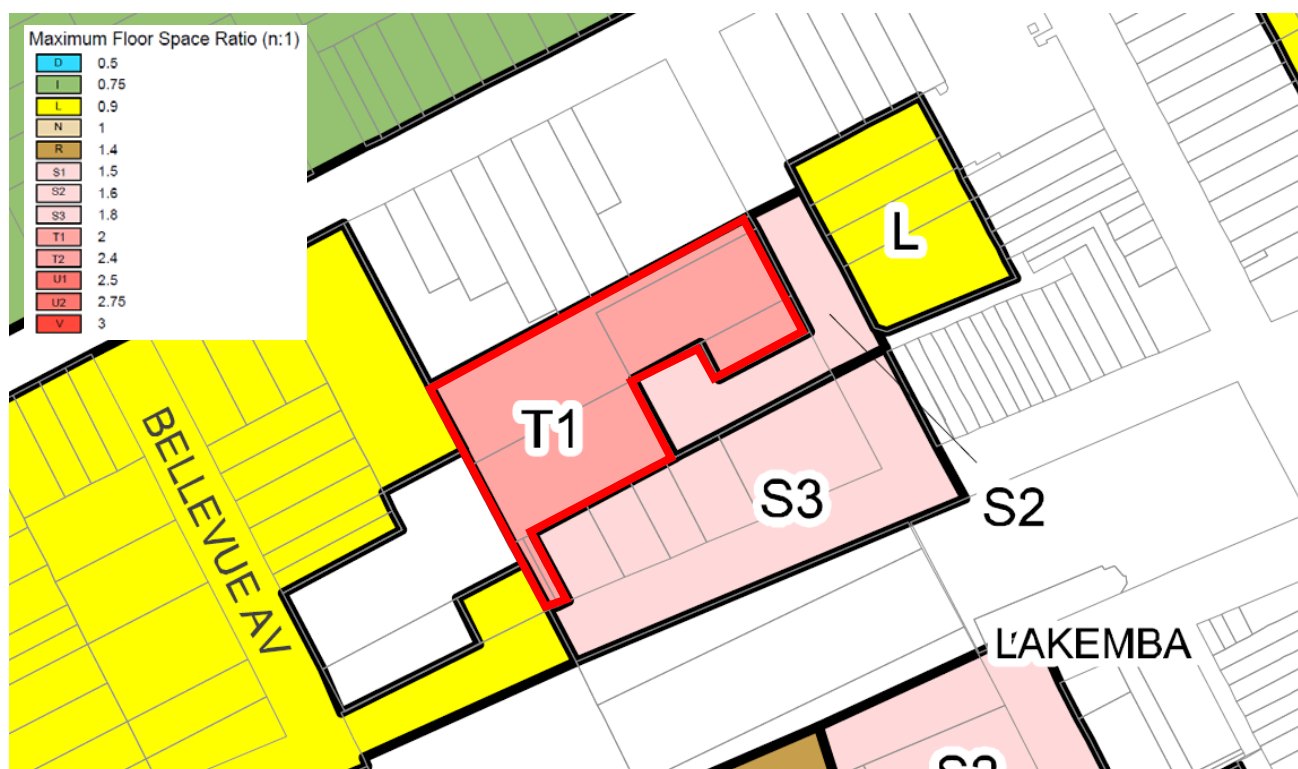 Maximum Floor Space Ratio (n:1)
D 0.5
I 0.75
L 0.9
N 1
R 1.4
S1 1.5
S2 1.6
S3 1.8
T1 2
T2 2.4
U1 2.5
U2 2.75
V 3
L
T1
BELLEVUE AV
S3
S2
LAKEMBA